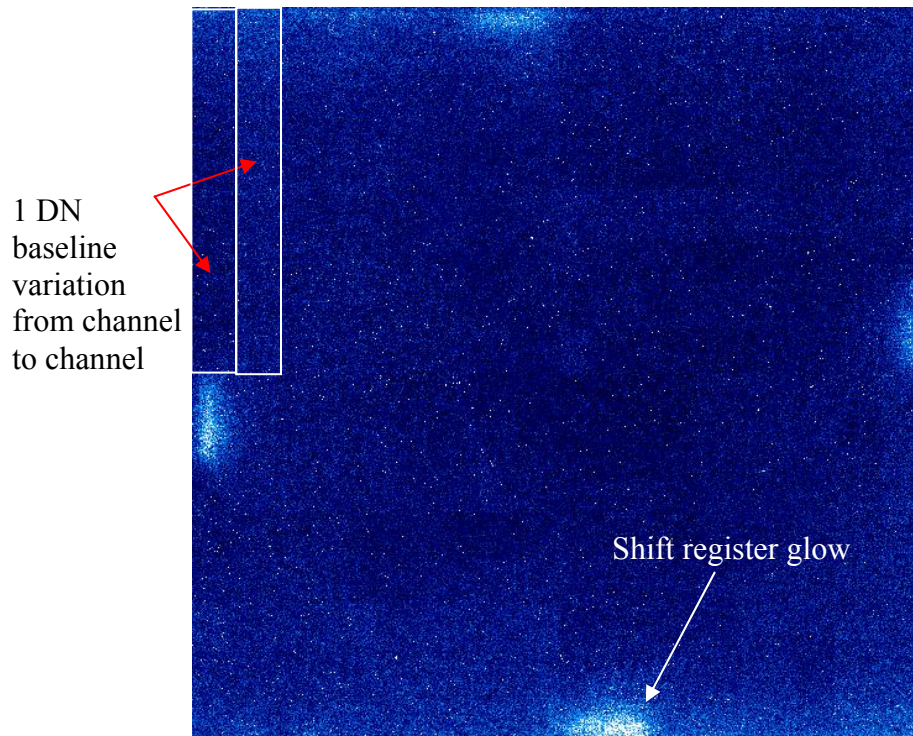 1 DN
baseline
variation
from channel
to channel
Shift register glow